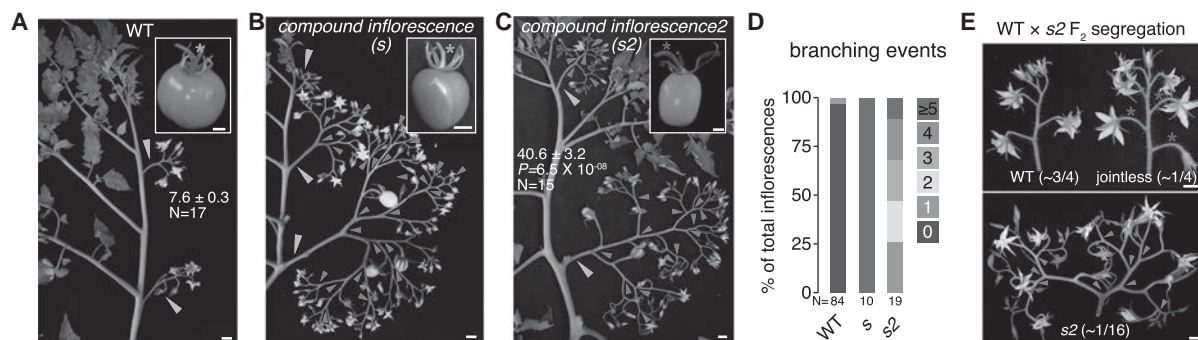 A
WT
*
7.6 ± 0.3
N=17
B
compound inflorescence
(s)
*
C
compound inflorescence2
(s2)
*
40.6 ± 3.2
P=6.5 X 10-08
N=15
D
branching events
% of total inflorescences
100
75
50
25
0
N= 84 10 19
WT s s2
≥5
4
3
2
1
0
E
WT × s2 F2 segregation
*
WT (~3/4) jointless (~1/4)
s2 (~1/16)